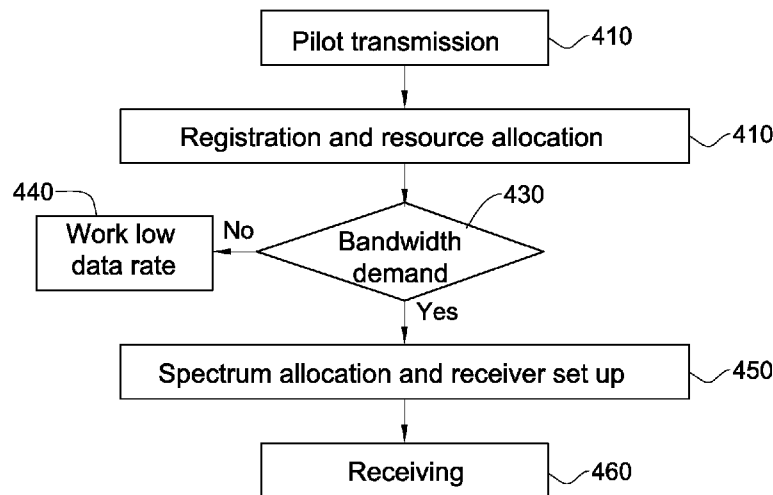 Pilot transmission
410
Registration and resource allocation
410
430
440
Work low
data rate
No
Bandwidth
demand
Yes
Spectrum allocation and receiver set up
450
Receiving
460